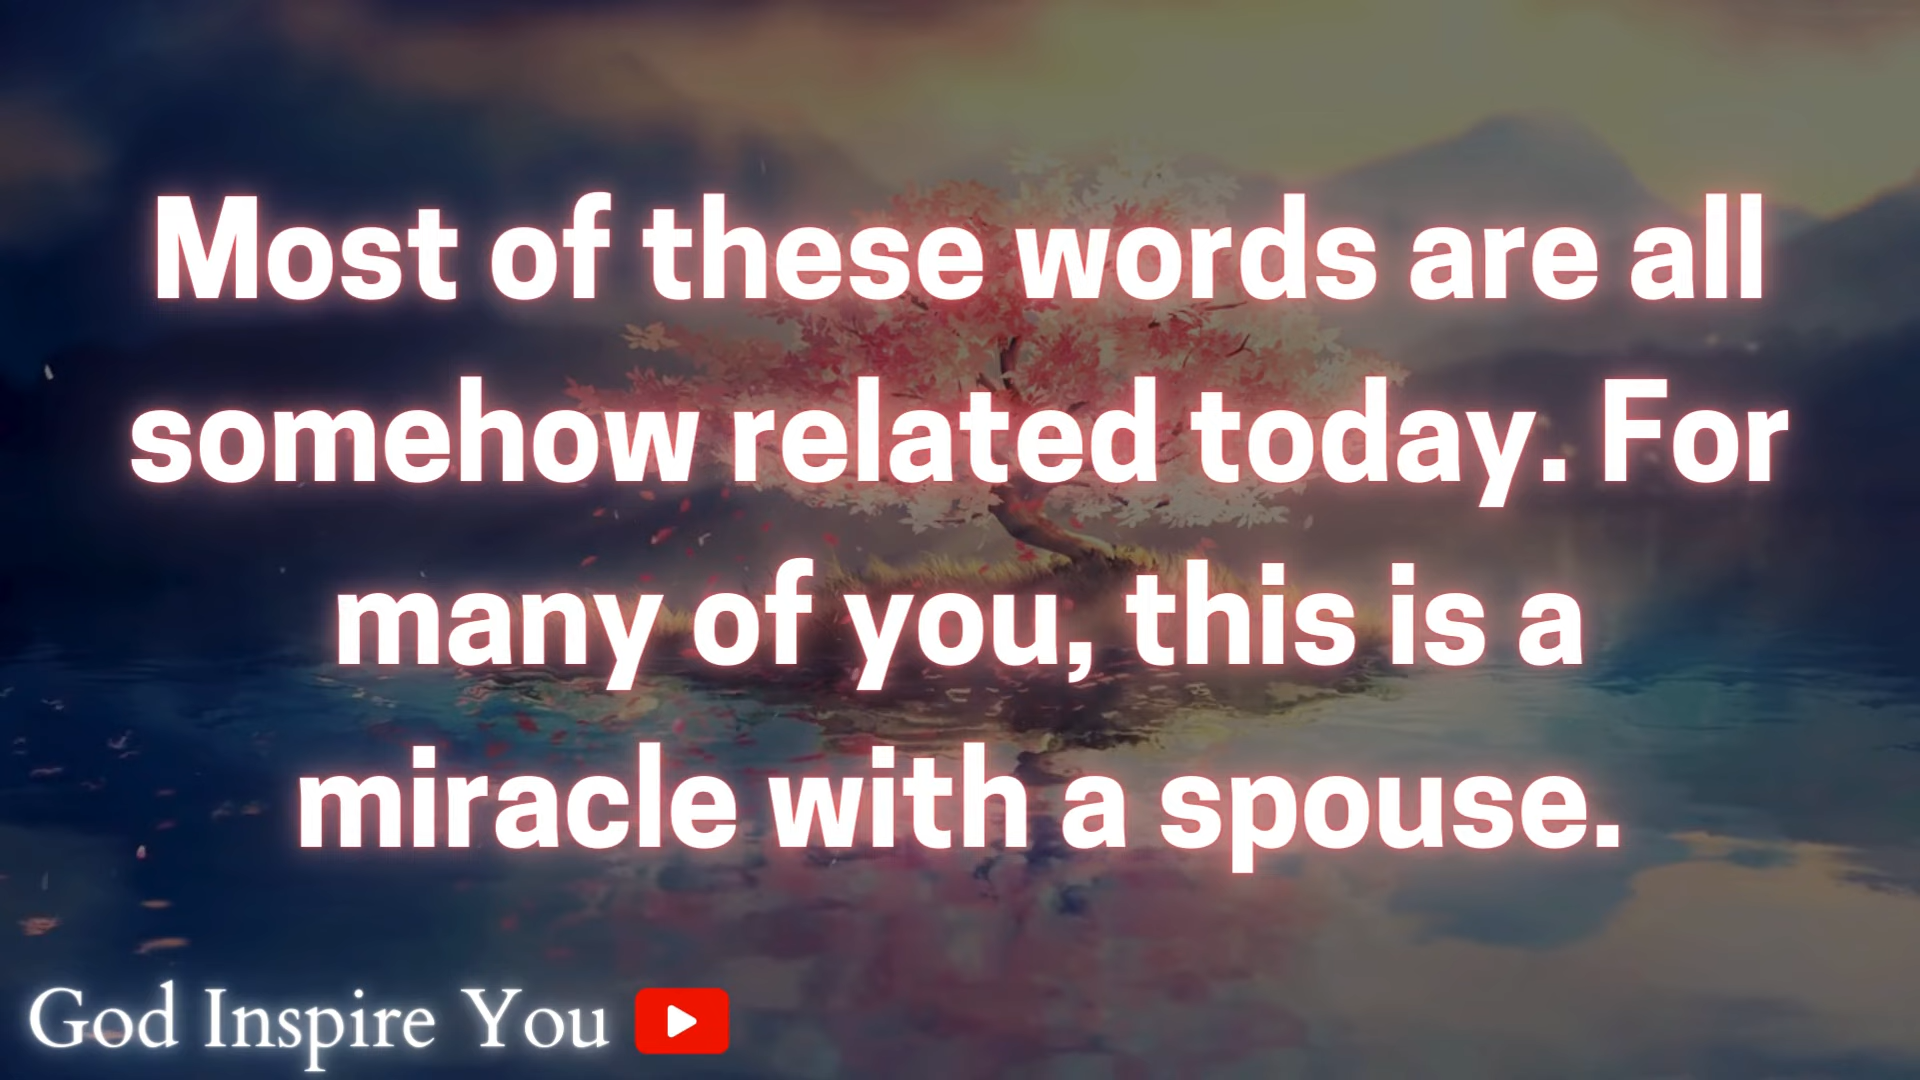 Most of these words are all
somehow related today. For
many of you, this is a
miracle with a spouse.
God Inspire You